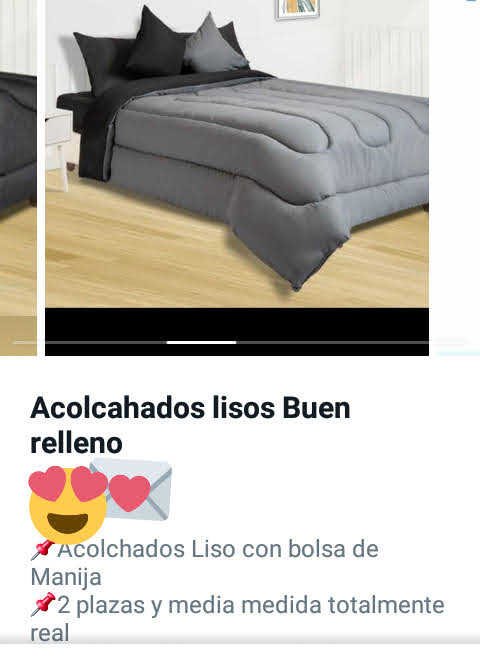 Acolcahados lisos Buen
relleno
Acolchados Liso con bolsa de
Manija
2 plazas y media medida totalmente
real